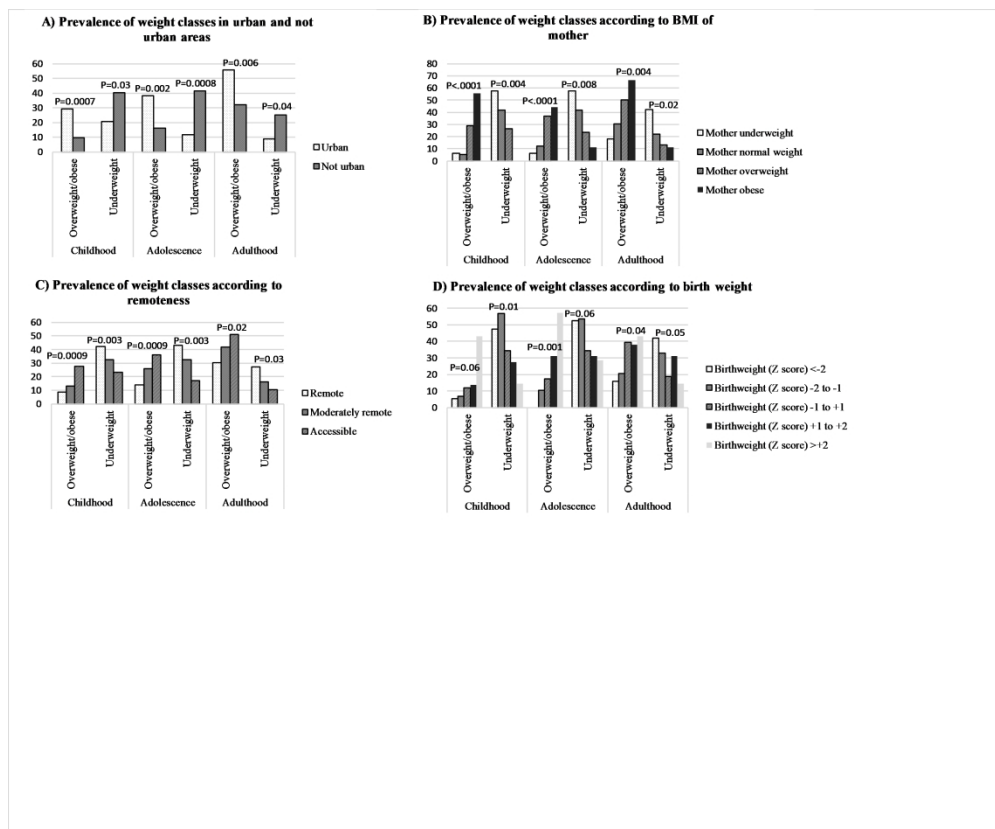 A) Prevalence of weight classes in urban and not
urban areas
60
50
40
30
20
10
0
P=0.0007
P=0.03
P=0.002
P=0.0008
P=0.006
P=0.04
Overweight/obese
Underweight
Overweight/obese
Underweight
Overweight/obese
Underweight
Childhood
Adolescence
Adulthood
Urban
Not urban
B) Prevalence of weight classes according to BMI of
mother
80
70
60
50
40
30
20
10
0
P<.0001
P=0.004
P<.0001
P=0.008
P=0.004
P=0.02
Overweight/obese
Underweight
Overweight/obese
Underweight
Overweight/obese
Underweight
Childhood
Adolescence
Adulthood
Mother underweight
Mother normal weight
Mother overweight
Mother obese
C) Prevalence of weight classes according to
remoteness
60
50
40
30
20
10
0
P=0.0009
P=0.003
P=0.0009
P=0.003
P=0.02
P=0.03
Overweight/obese
Underweight
Overweight/obese
Underweight
Overweight/obese
Underweight
Childhood
Adolescence
Adulthood
Remote
Moderately remote
Accessible
D) Prevalence of weight classes according to birth weight
60
50
40
30
20
10
0
P=0.06
P=0.01
P=0.001
P=0.06
P=0.04
P=0.05
Overweight/obese
Underweight
Overweight/obese
Underweight
Overweight/obese
Underweight
Childhood
Adolescence
Adulthood
Birthweight (Z score) <-2
Birthweight (Z score) -2 to -1
Birthweight (Z score) -1 to +1
Birthweight (Z score) +1 to +2
Birthweight (Z score) >+2